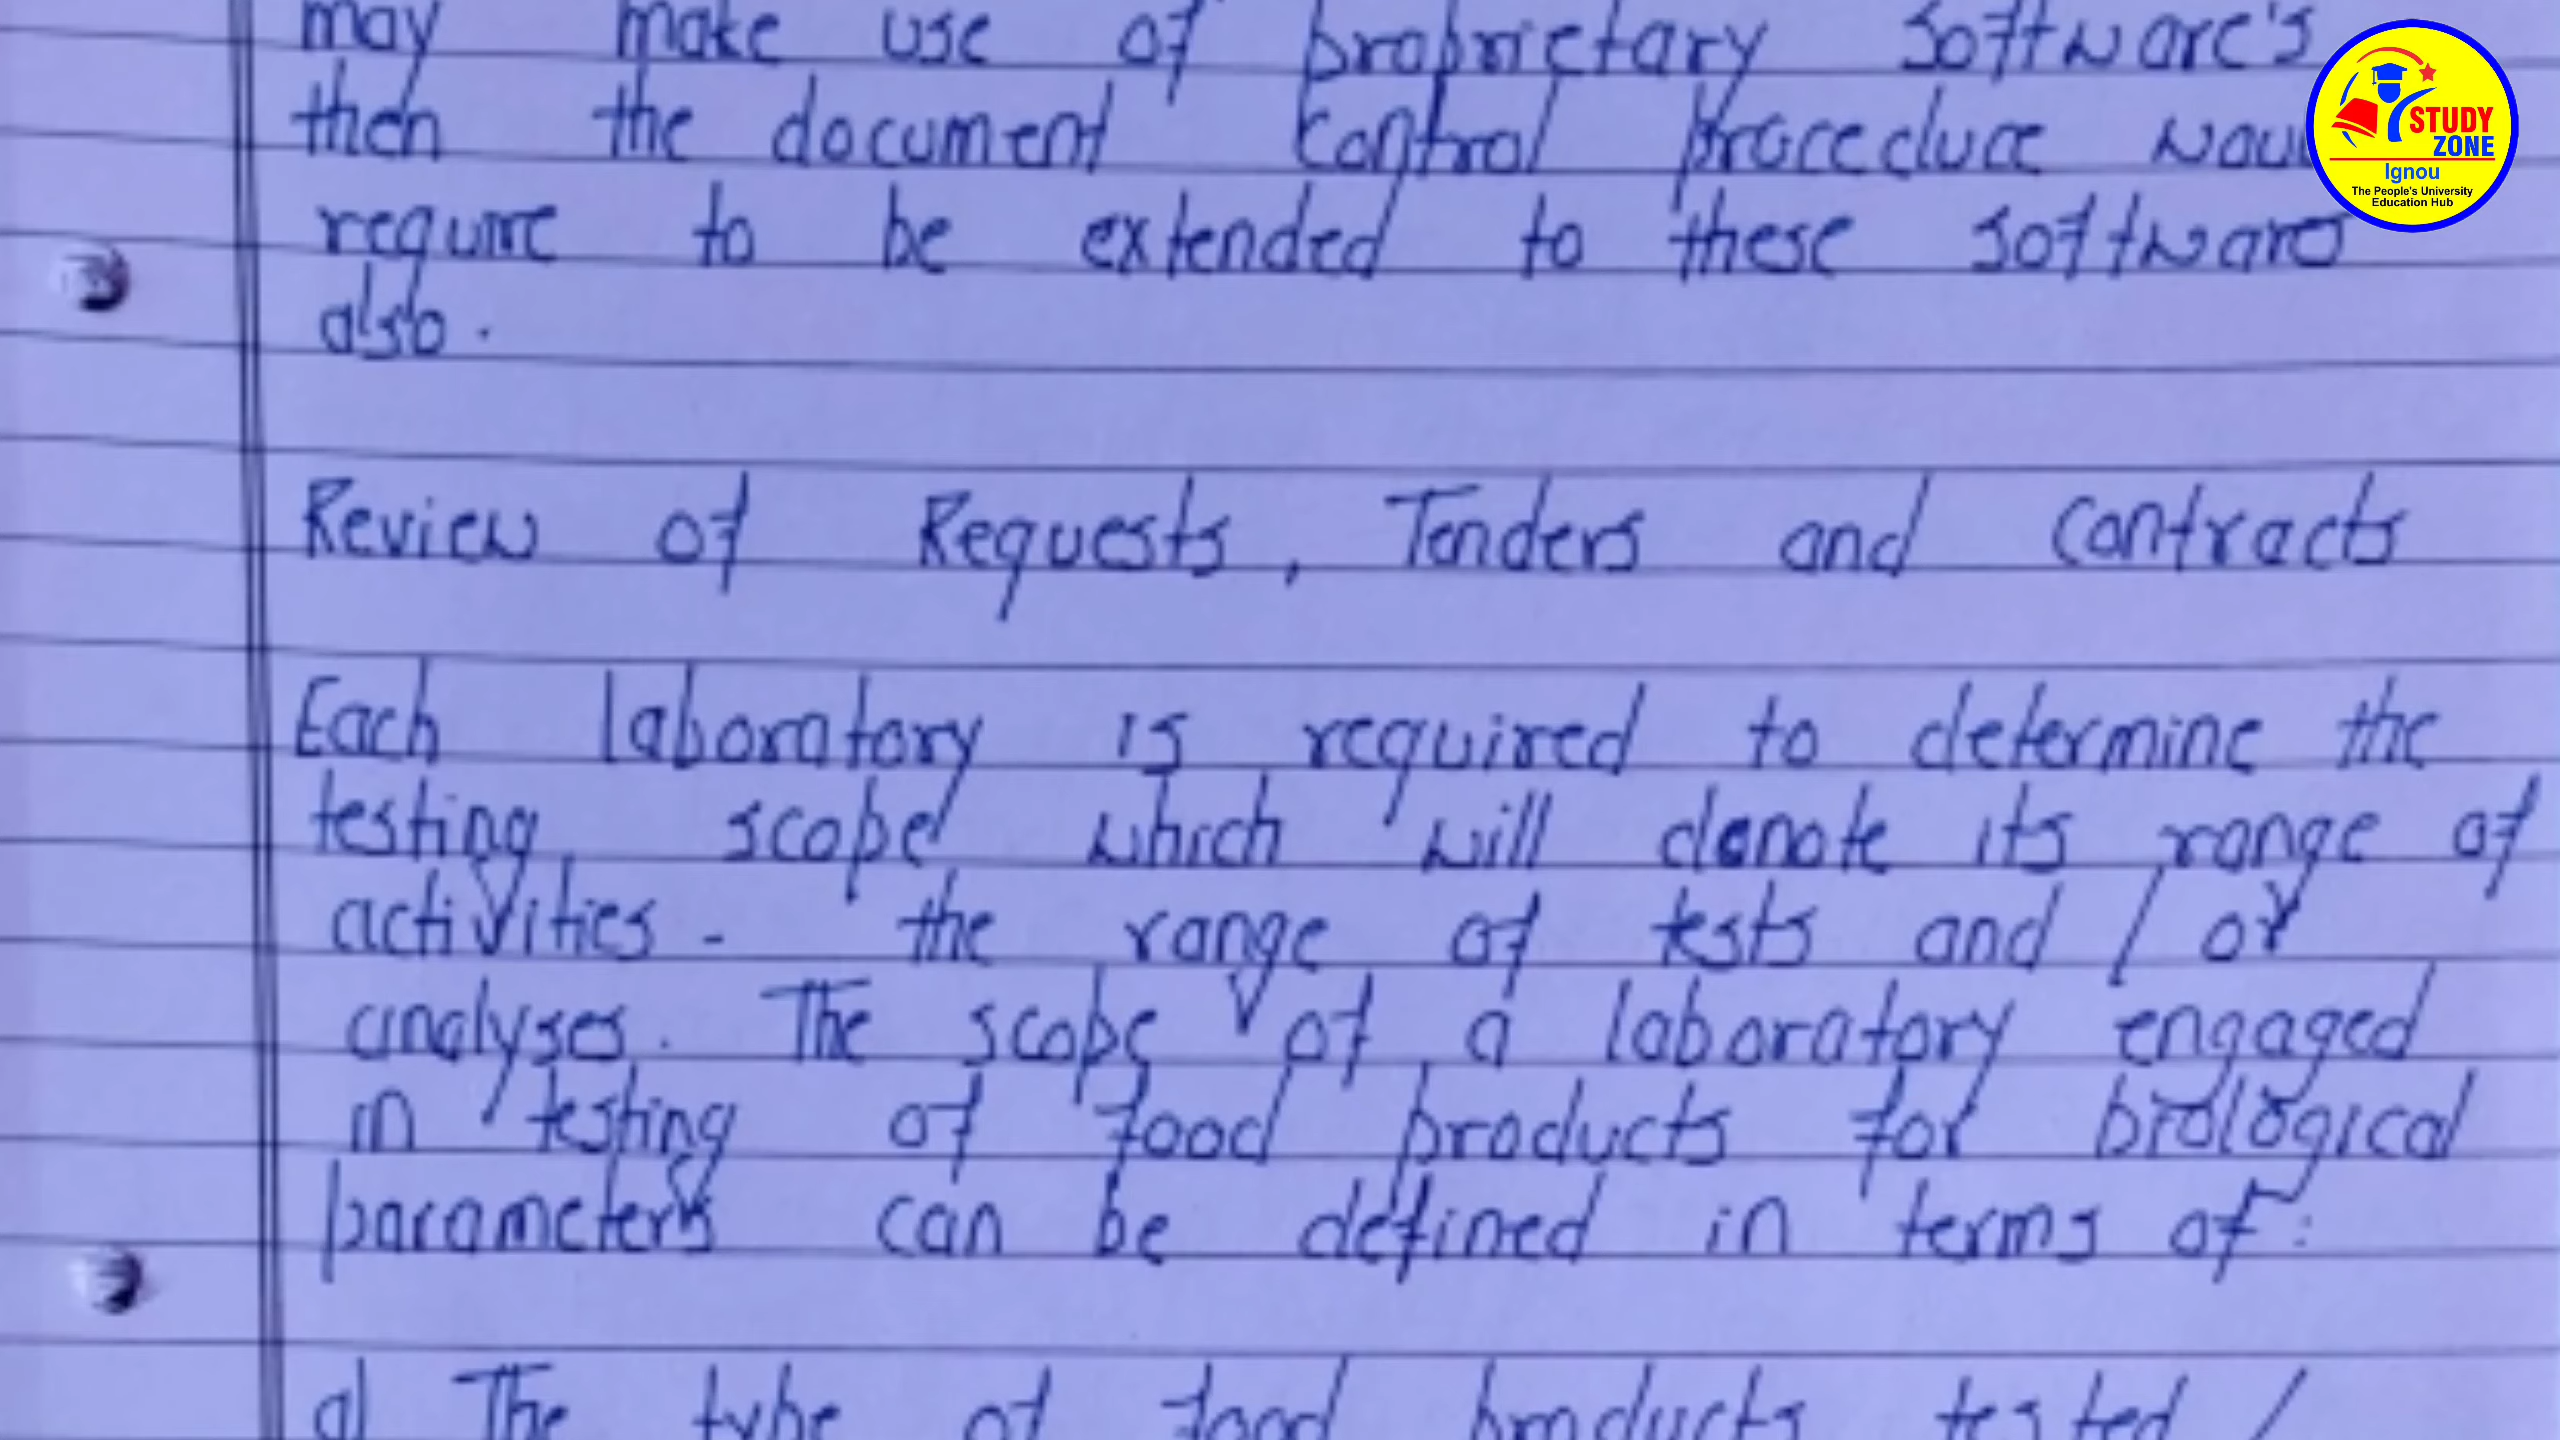 may make use of proprietary software's
then the document control procedure
require to be extended to these software
also.
Review of Requests, Tenders and Contracts
Each laboratory is required to determine the
testing scope which will denote its range of
activities - the range of tests and / or
analyses. The scope of a laboratory engaged
in testing of food products for biological
parameters can be defined in terms of:
a) The type of food products tested /
STUDY
ZONE
Ignou
The People's University
Education Hub